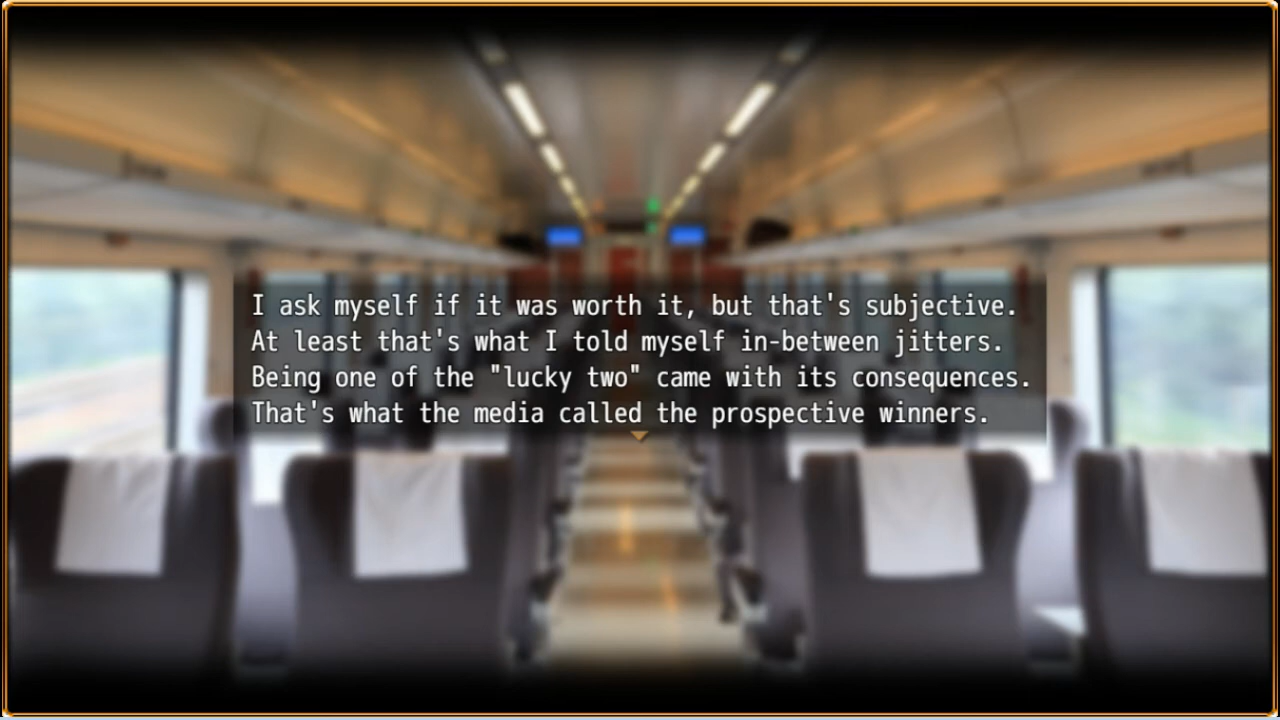 I ask myself if it was worth it, but that's subjective.
At least that's what I told myself in-between jitters.
Being one of the "lucky two" came with its consequences.
That's what the media called the prospective winners.